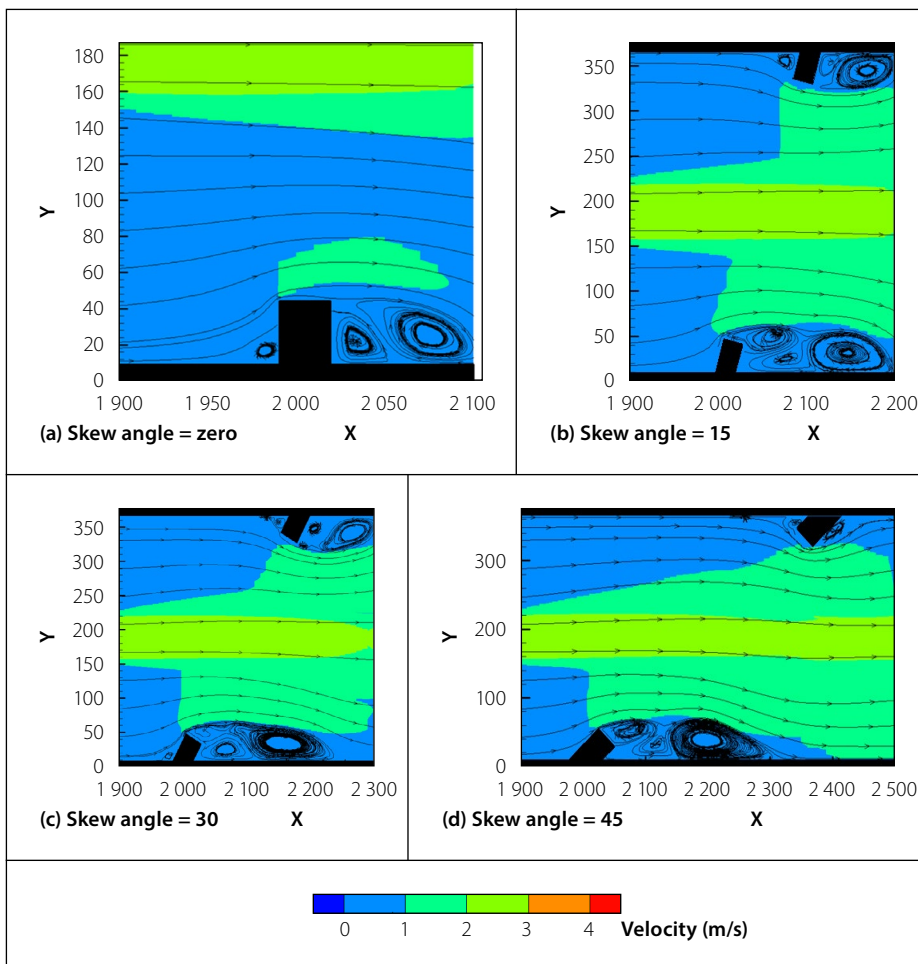 180
160
140
120
100
80
60
40
20
0
Y
1 900 1 950 2 000 2 050 2 100
(a) Skew angle = zero X
350
300
250
200
150
100
50
0
Y
1 900 2 000 2 100 2 200
(b) Skew angle = 15 X
350
300
250
200
150
100
50
0
Y
1 900 2 000 2 100 2 200 2 300
(c) Skew angle = 30 X
300
200
100
0
Y
1 900 2 000 2 100 2 200 2 300 2 400 2 500
(d) Skew angle = 45 X
0 1 2 3 4 Velocity (m/s)